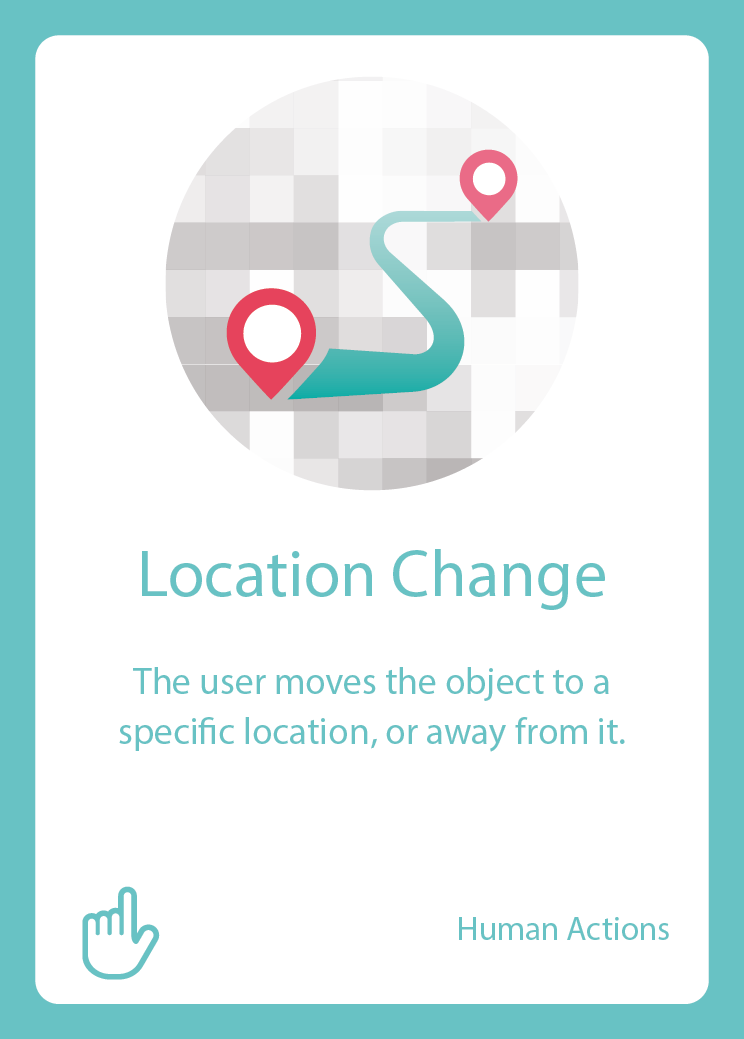 Location Change
The user moves the object to a
specific location, or away from it.
Human Actions